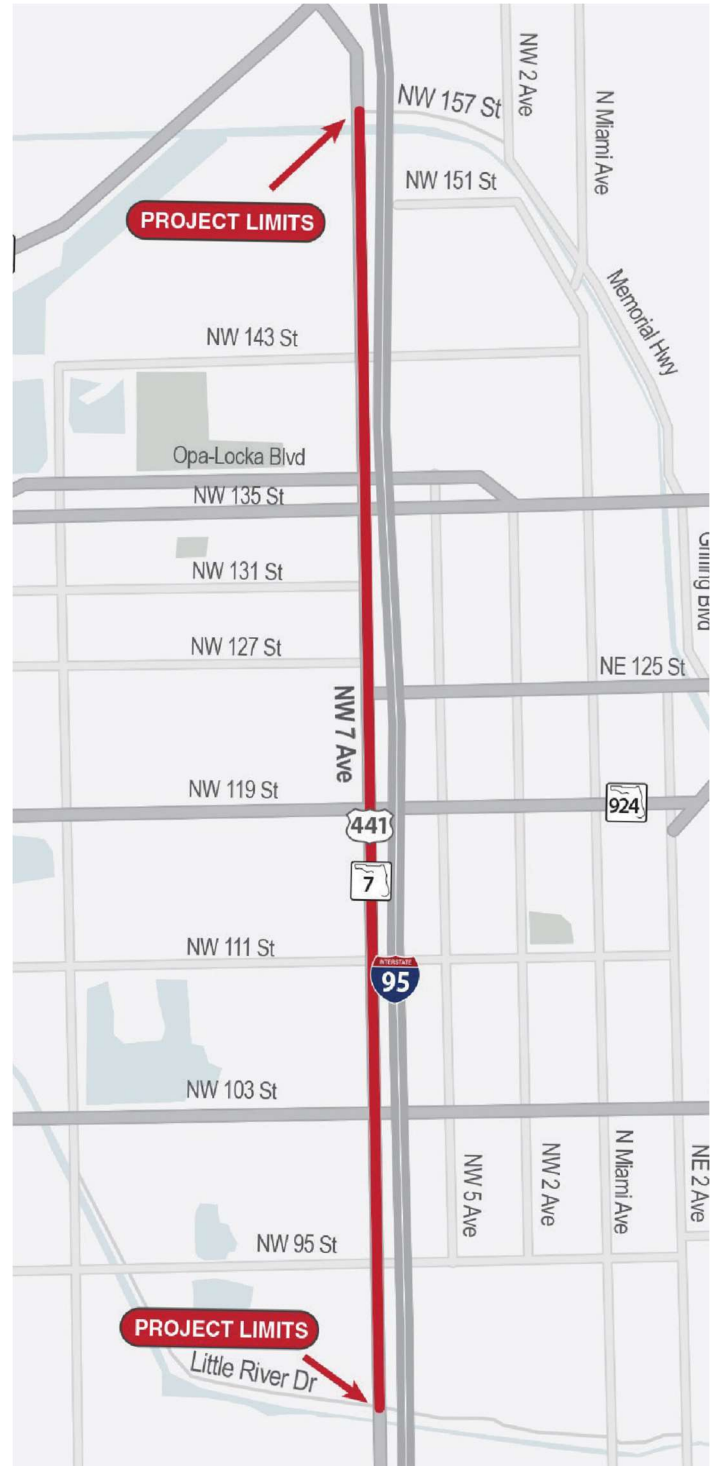 NW 2 Ave
N Miami Ave
NW 157 St
NW 151 St
PROJECT LIMITS
Memorial Hwy
NW 143 St
Opa-Locka Blvd
NW 135 St
NW 131 St
NW 127 St
NE 125 St
NW 7 Ave
NW 119 St
924
441
7
NW 111 St
INTERSTATE
95
NW 103 St
NW 5 Ave
NW 2 Ave
N Miami Ave
NE 2 Ave
NW 95 St
PROJECT LIMITS
Little River Dr